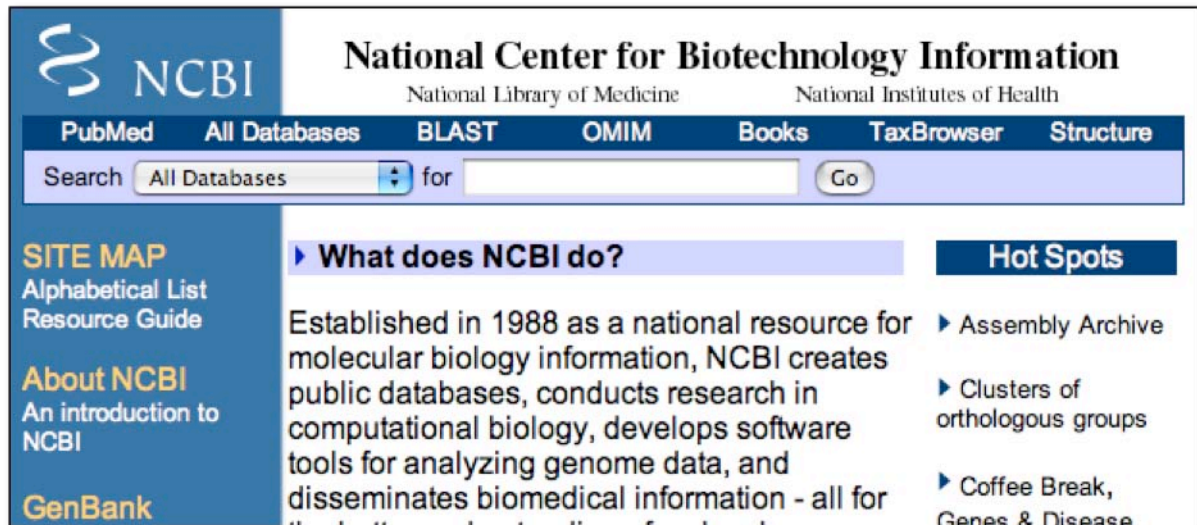 NCBI
National Center for Biotechnology Information
National Library of Medicine National Institutes of Health
PubMed All Databases BLAST OMIM Books TaxBrowser Structure
Search All Databases for Go
SITE MAP
Alphabetical List
Resource Guide
About NCBI
An introduction to
NCBI
GenBank
What does NCBI do?
Established in 1988 as a national resource for
molecular biology information, NCBI creates
public databases, conducts research in
computational biology, develops software
tools for analyzing genome data, and
disseminates biomedical information - all for
Hot Spots
Assembly Archive
Clusters of
orthologous groups
Coffee Break,
Genes & Disease